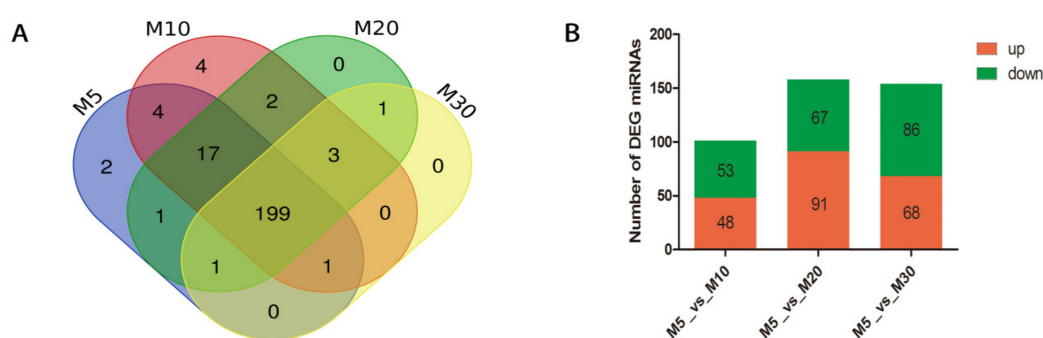 A
M5
M10
M20
M30
4
0
4
2
1
2
17
3
0
1
199
0
1
1
0
B
Number of DEG miRNAs
200
150
100
50
0
53
48
67
91
86
68
M5_vs_M10
M5_vs_M20
M5_vs_M30
up
down